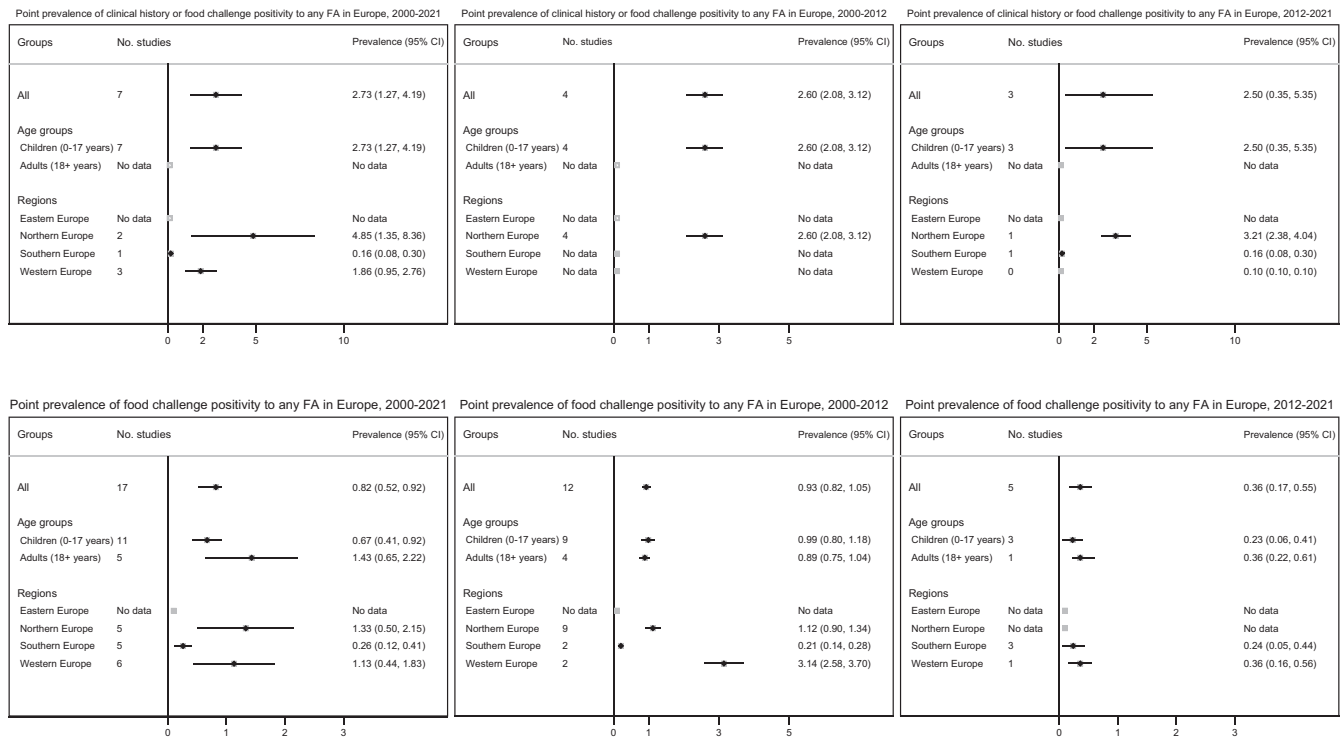 Point prevalence of clinical history or food challenge positivity to any FA in Europe, 2000-2021
Groups No. studies Prevalence (95% CI)
All 7 2.73 (1.27, 4.19)
Age groups
Children (0-17 years) 7 2.73 (1.27, 4.19)
Adults (18+ years) No data No data
Regions
Eastern Europe No data No data
Northern Europe 2 4.85 (1.35, 8.36)
Southern Europe 1 0.16 (0.08, 0.30)
Western Europe 3 1.86 (0.95, 2.76)
0 2 5 10
Point prevalence of clinical history or food challenge positivity to any FA in Europe, 2000-2012
Groups No. studies Prevalence (95% CI)
All 4 2.60 (2.08, 3.12)
Age groups
Children (0-17 years) 4 2.60 (2.08, 3.12)
Adults (18+ years) No data No data
Regions
Eastern Europe No data No data
Northern Europe 4 2.60 (2.08, 3.12)
Southern Europe No data No data
Western Europe No data No data
0 1 3 5
Point prevalence of clinical history or food challenge positivity to any FA in Europe, 2012-2021
Groups No. studies Prevalence (95% CI)
All 3 2.50 (0.35, 5.35)
Age groups
Children (0-17 years) 3 2.50 (0.35, 5.35)
Adults (18+ years) No data No data
Regions
Eastern Europe No data No data
Northern Europe 1 3.21 (2.38, 4.04)
Southern Europe 1 0.16 (0.08, 0.30)
Western Europe 0 0.10 (0.10, 0.10)
0 2 5 10
Point prevalence of food challenge positivity to any FA in Europe, 2000-2021
Groups No. studies Prevalence (95% CI)
All 17 0.82 (0.52, 0.92)
Age groups
Children (0-17 years) 11 0.67 (0.41, 0.92)
Adults (18+ years) 5 1.43 (0.65, 2.22)
Regions
Eastern Europe No data No data
Northern Europe 5 1.33 (0.50, 2.15)
Southern Europe 5 0.26 (0.12, 0.41)
Western Europe 6 1.13 (0.44, 1.83)
0 1 2 3
Point prevalence of food challenge positivity to any FA in Europe, 2000-2012
Groups No. studies Prevalence (95% CI)
All 12 0.93 (0.82, 1.05)
Age groups
Children (0-17 years) 9 0.99 (0.80, 1.18)
Adults (18+ years) 4 0.89 (0.75, 1.04)
Regions
Eastern Europe No data No data
Northern Europe 9 1.12 (0.90, 1.34)
Southern Europe 2 0.21 (0.14, 0.28)
Western Europe 2 3.14 (2.58, 3.70)
0 1 3 5
Point prevalence of food challenge positivity to any FA in Europe, 2012-2021
Groups No. studies Prevalence (95% CI)
All 5 0.36 (0.17, 0.55)
Age groups
Children (0-17 years) 3 0.23 (0.06, 0.41)
Adults (18+ years) 1 0.36 (0.22, 0.61)
Regions
Eastern Europe No data No data
Northern Europe No data No data
Southern Europe 3 0.24 (0.05, 0.44)
Western Europe 1 0.36 (0.16, 0.56)
0 1 2 3